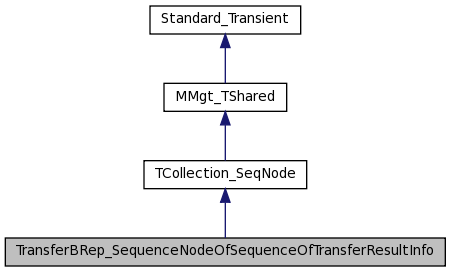 Standard_Transient
MMgt_TShared
TCollection_SeqNode
TransferBRep_SequenceNodeOfSequenceOfTransferResultInfo